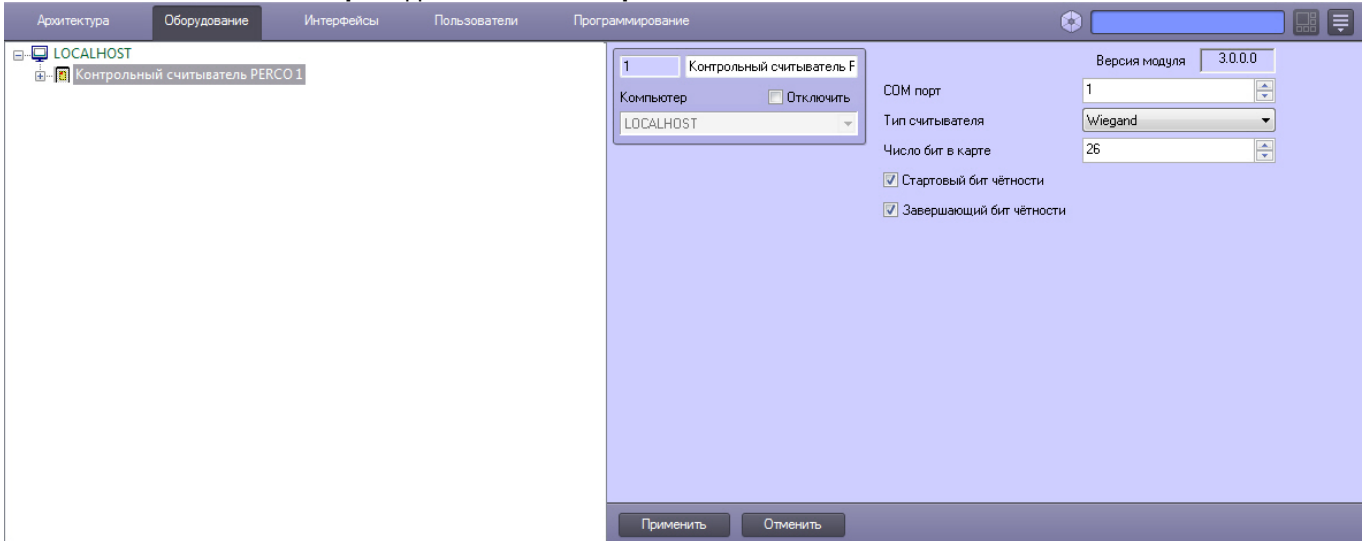 Архитектура Оборудование Интерфейсы Пользователи Программирование
LOCALHOST
Контрольный считыватель PERCO 1
1 Контрольный считыватель F
Компьютер Отключить
LOCALHOST
Версия модуля 3.0.0.0
COM порт 1
Тип считывателя Wiegand
Число бит в карте 26
Стартовый бит чётности
Завершающий бит чётности
Применить Отменить